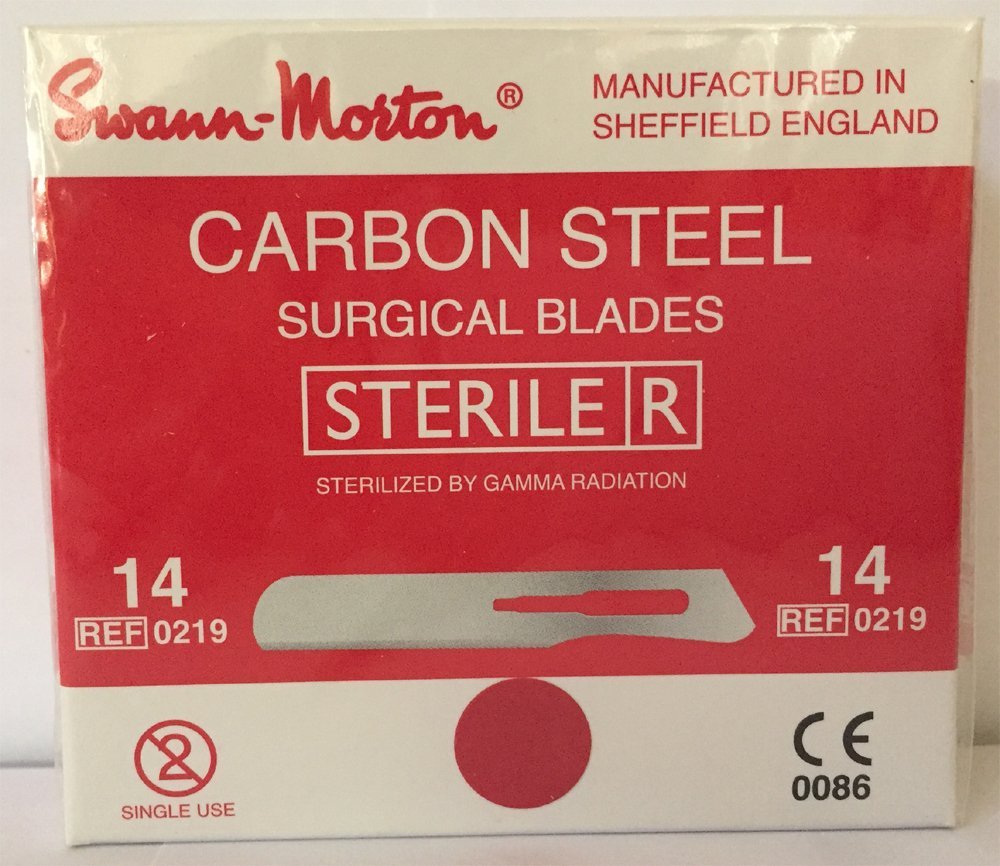 Swann-Morton®
MANUFACTURED IN
SHEFFIELD ENGLAND
CARBON STEEL
SURGICAL BLADES
STERILE R
STERILIZED BY GAMMA RADIATION
14
REF 0219
14
REF 0219
2
SINGLE USE
CE
0086